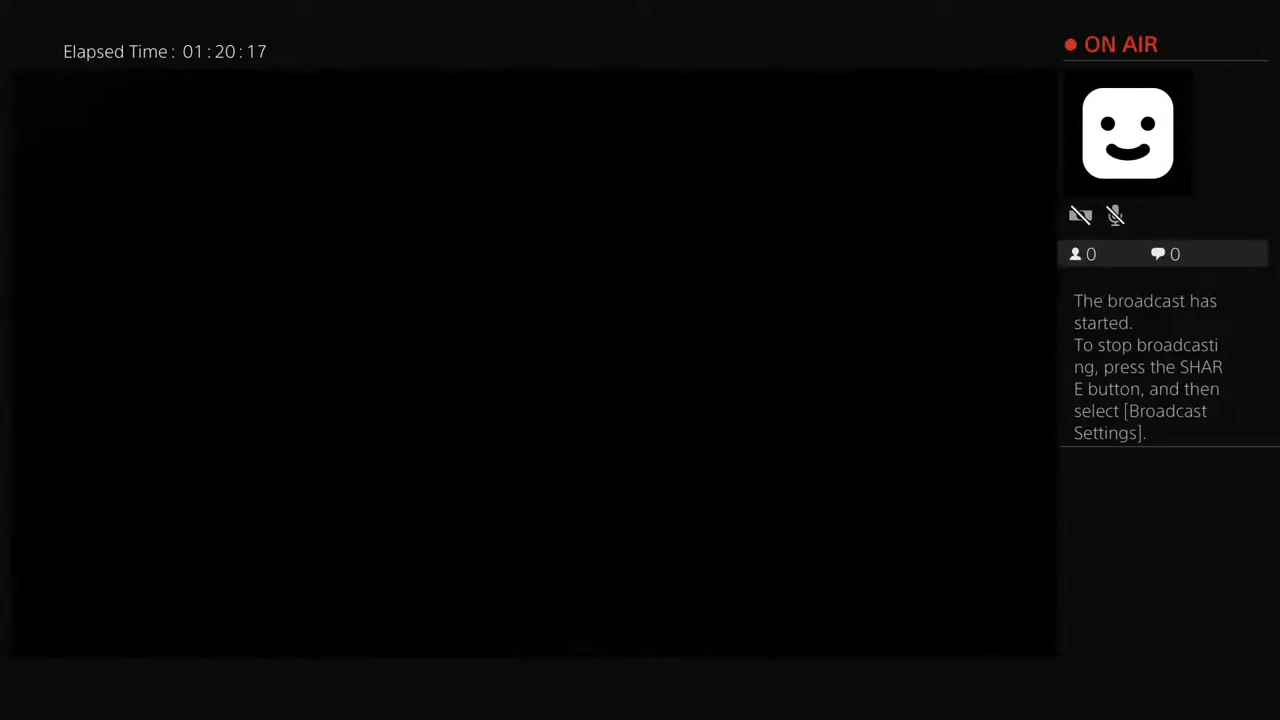 Elapsed Time: 01:20:17
ON AIR
0 0
The broadcast has
started.
To stop broadcasti
ng, press the SHAR
E button, and then
select [Broadcast
Settings].